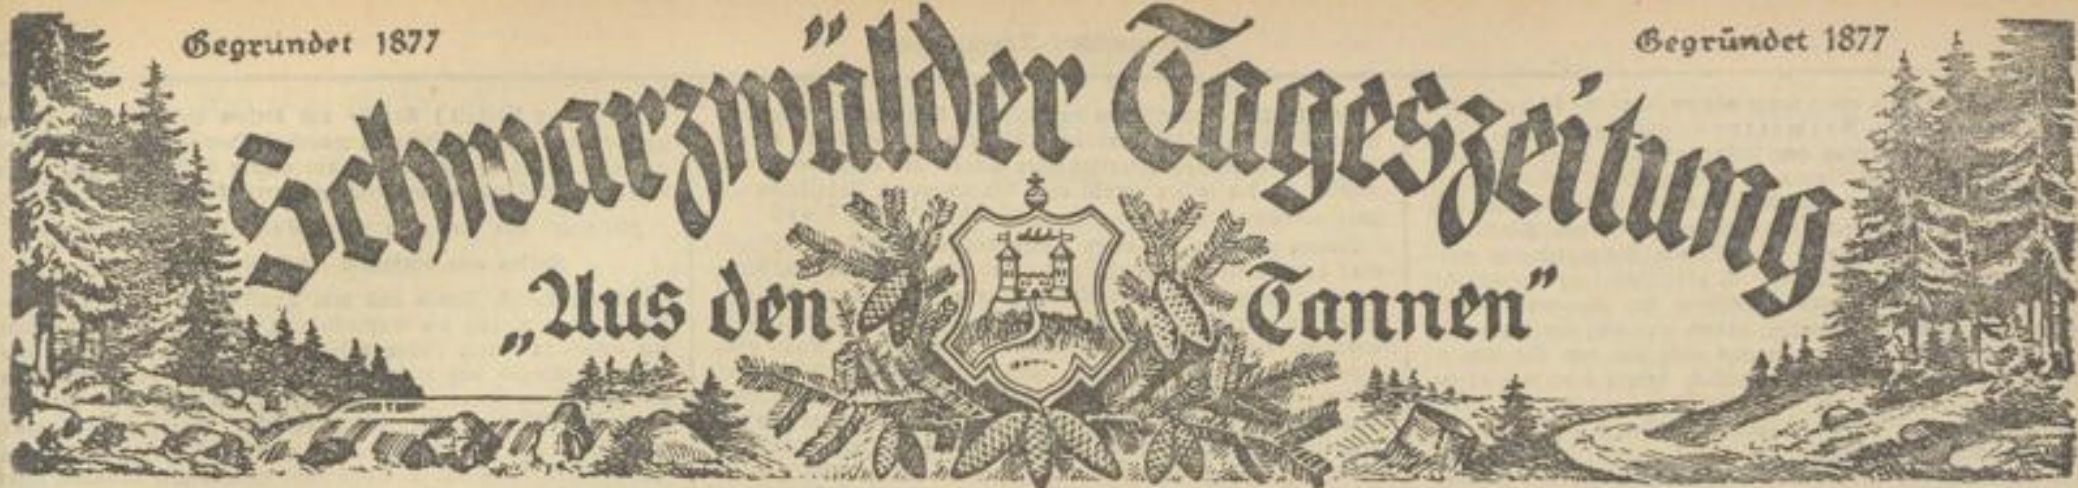 Gegrundet 1877
Gegründet 1877
Schwarzwälder Tageszeitung
„Aus den Tannen“